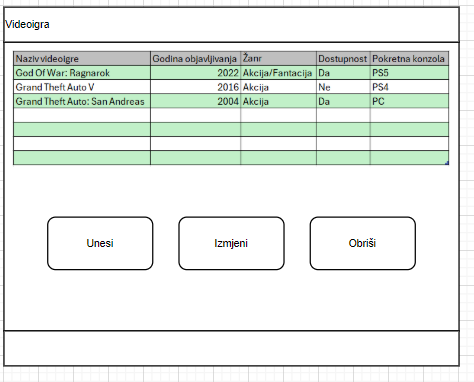 Videoigra
Naziv videoigre Godina objavljivanja Žanr Dostupnost Pokretna konzola
God Of War: Ragnarok 2022 Akcija/Fantacija Da PS5
Grand Theft Auto V 2016 Akcija Ne PS4
Grand Theft Auto: San Andreas 2004 Akcija Da PC
Unesi Izmjeni Obriši